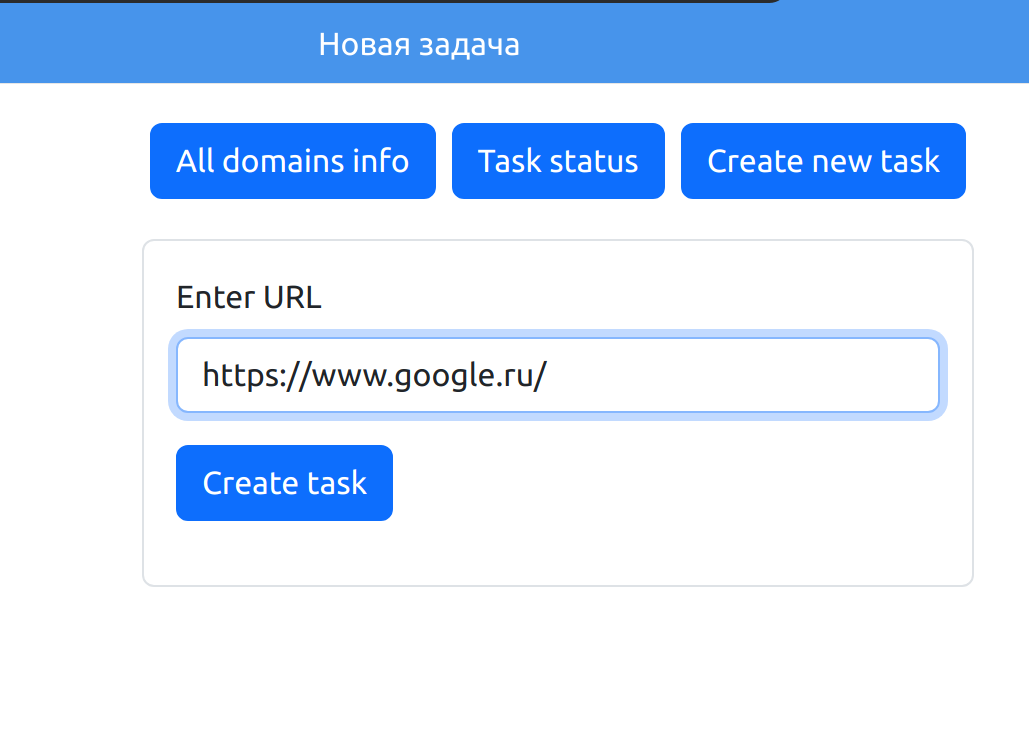 Новая задача
All domains info Task status Create new task
Enter URL
https://www.google.ru/
Create task